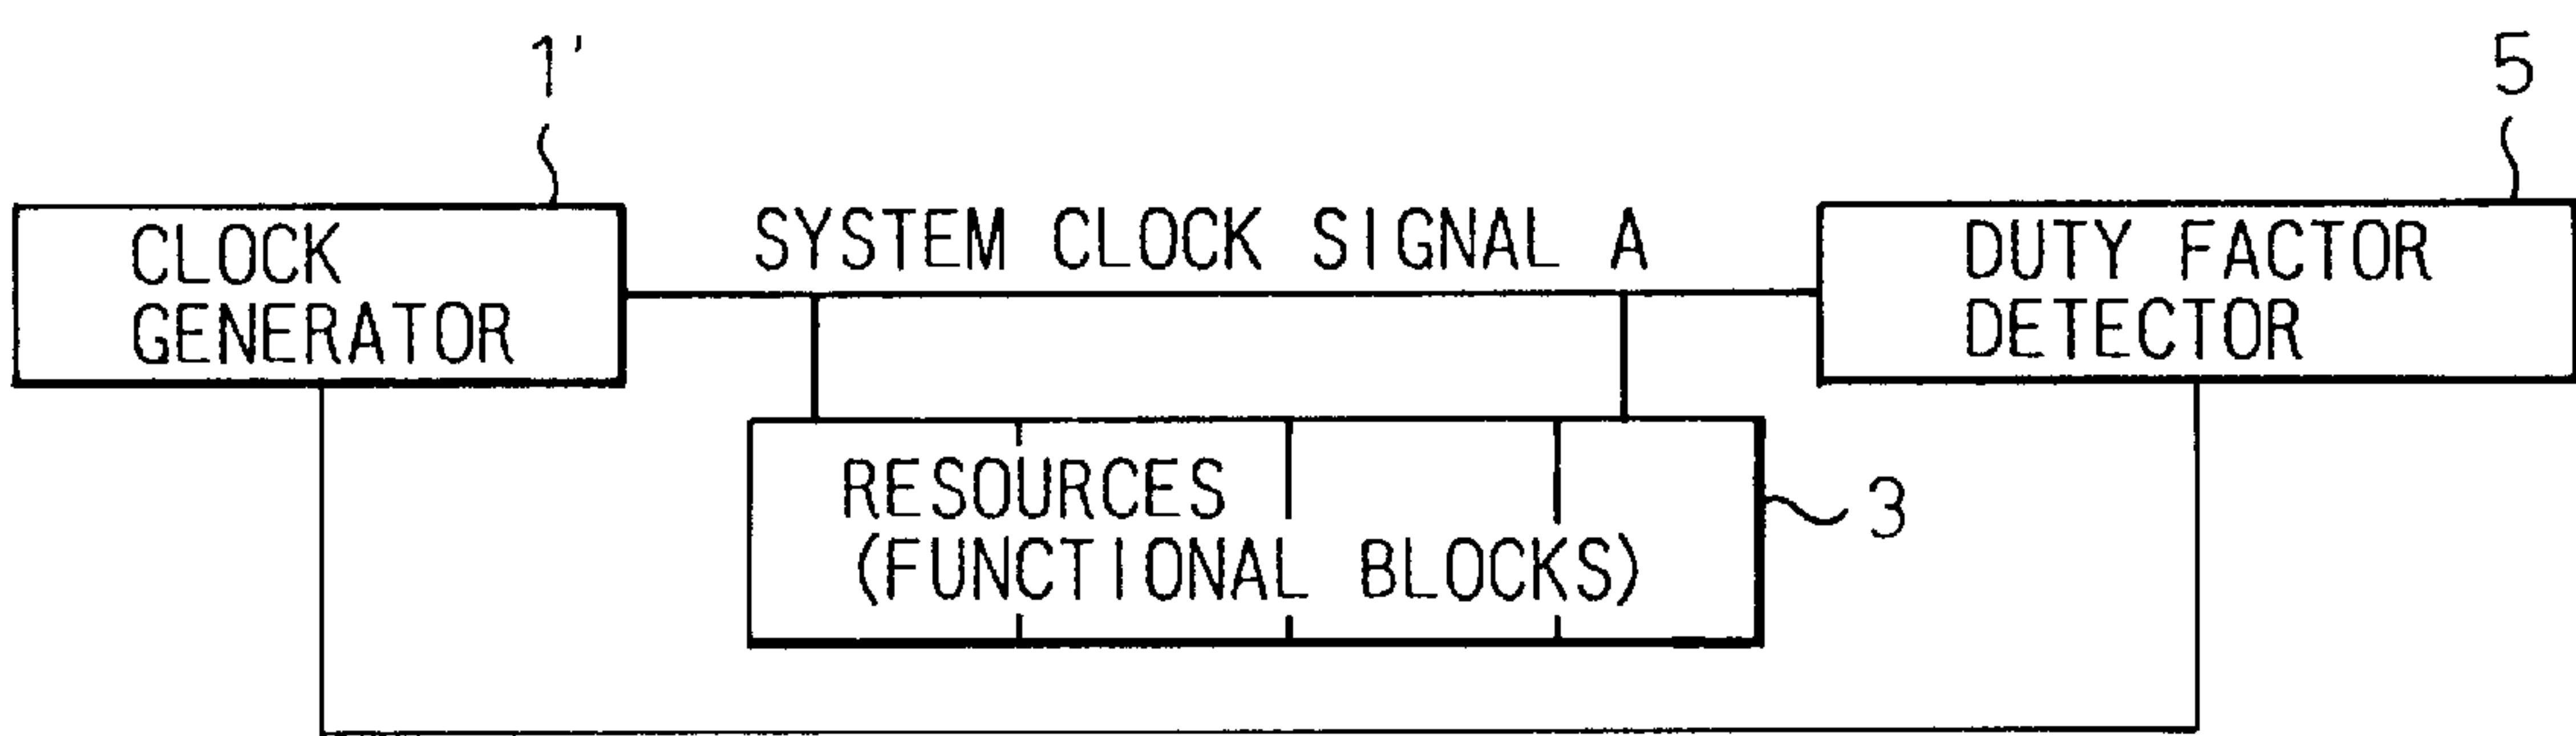 1'
5
CLOCK
GENERATOR
SYSTEM CLOCK SIGNAL A
DUTY FACTOR
DETECTOR
RESOURCES
(FUNCTIONAL BLOCKS)
3